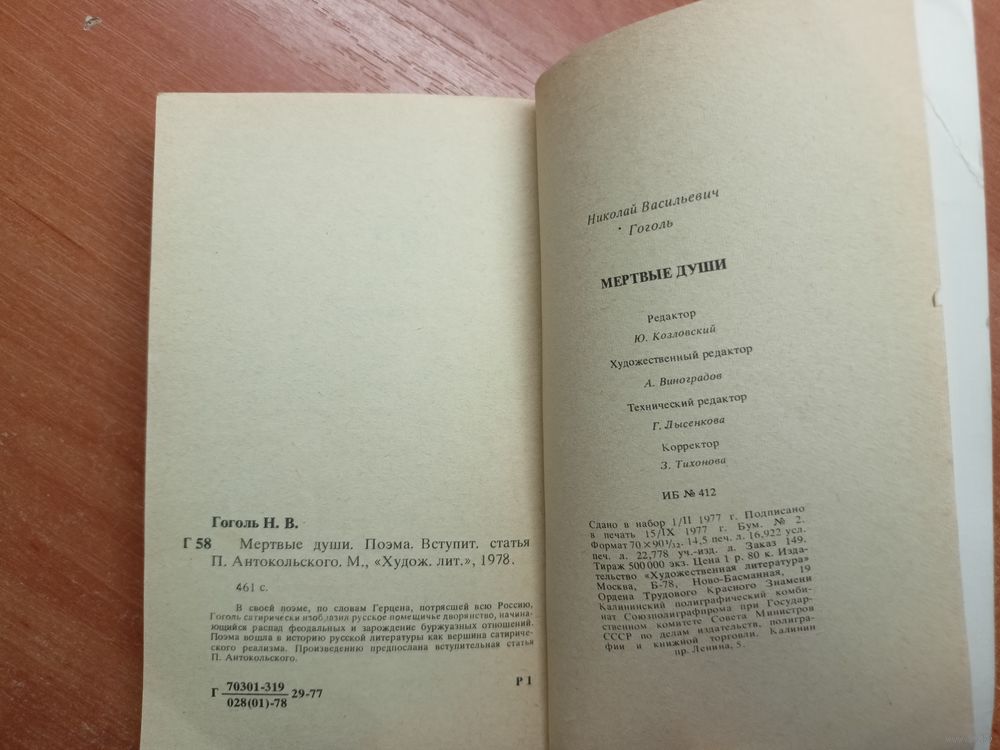 Гоголь Н. В.
Г 58 Мертвые души. Поэма. Вступит. статья
П. Антокольского. М., «Худож. лит.», 1978.
461 с.
В своей поэме, по словам Герцена, потрясшей всю Россию,
Гоголь сатирически изобразил русское помещичье дворянство, начинающийся
распад феодальных и зарождение буржуазных отношений.
Поэма вошла в историю русской литературы как вершина сатирического
реализма. Произведению предпослана вступительная статья
П. Антокольского.
Г 70301-319 29-77
028(01)-78
Р1
Николай Васильевич
Гоголь
МЕРТВЫЕ ДУШИ
Редактор
Ю. Козловский
Художественный редактор
А. Виноградов
Технический редактор
Г. Лысенкова
Корректор
З. Тихонова
ИБ № 412
Сдано в набор 1/II 1977 г. Подписано
в печать 15/IX 1977 г. Бум. № 2.
Формат 70×90¹/₃₂. 14,5 печ. л. 16,922 усл.
печ. л. 22,778 уч.-изд. л. Заказ 149.
Тираж 500 000 экз. Цена 1 р. 80 к. Изда-
тельство «Художественная литература»
Москва, Б-78, Ново-Басманная, 19
Ордена Трудового Красного Знамени
Калининский полиграфический комби-
нат Союзполиграфпрома при Государ-
ственном комитете Совета Министров
СССР по делам издательств, полигра-
фии и книжной торговли. Калинин
пр. Ленина, 5.